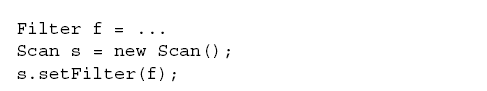 Filter f = ...
Scan s = new Scan();
s.setFilter(f);